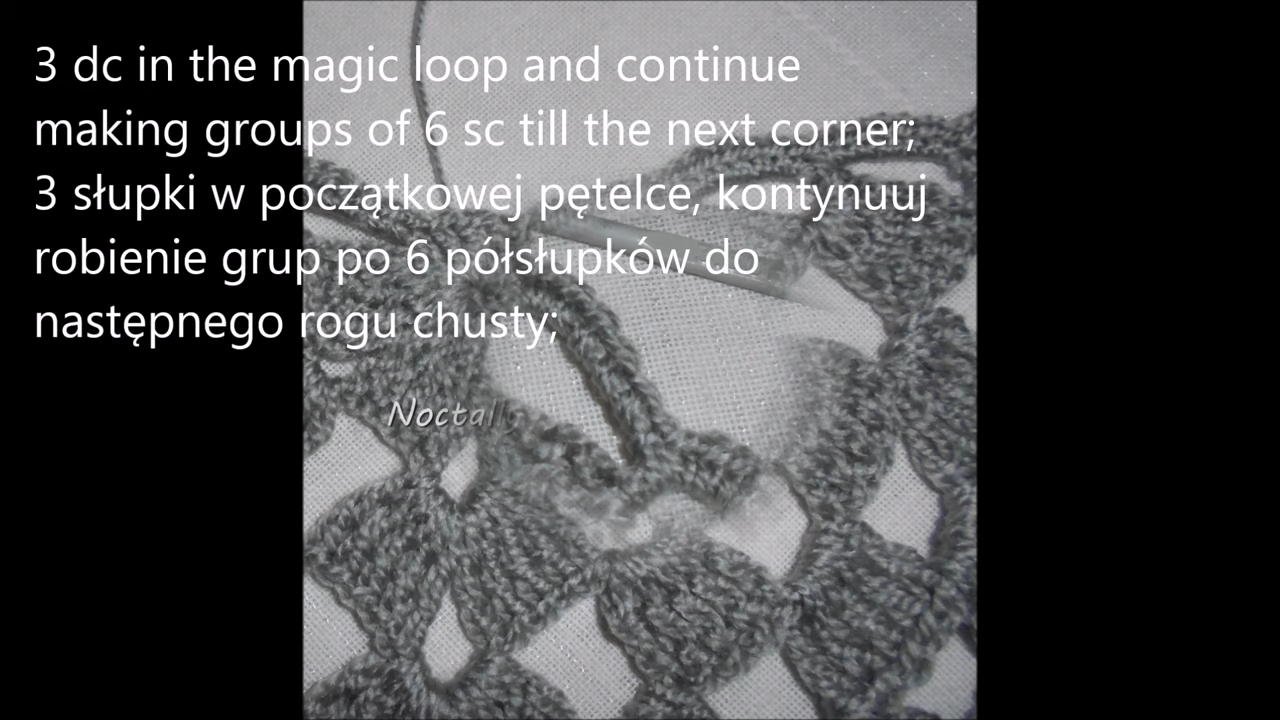 3 dc in the magic loop and continue
making groups of 6 sc till the next corner;
3 słupki w początkowej pętelce, kontynuuj
robienie grup po 6 półsłupków do
następnego rogu chusty;
Noctally